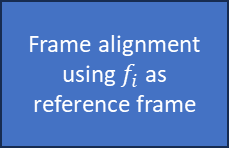 Frame alignment
using fᵢ as
reference frame